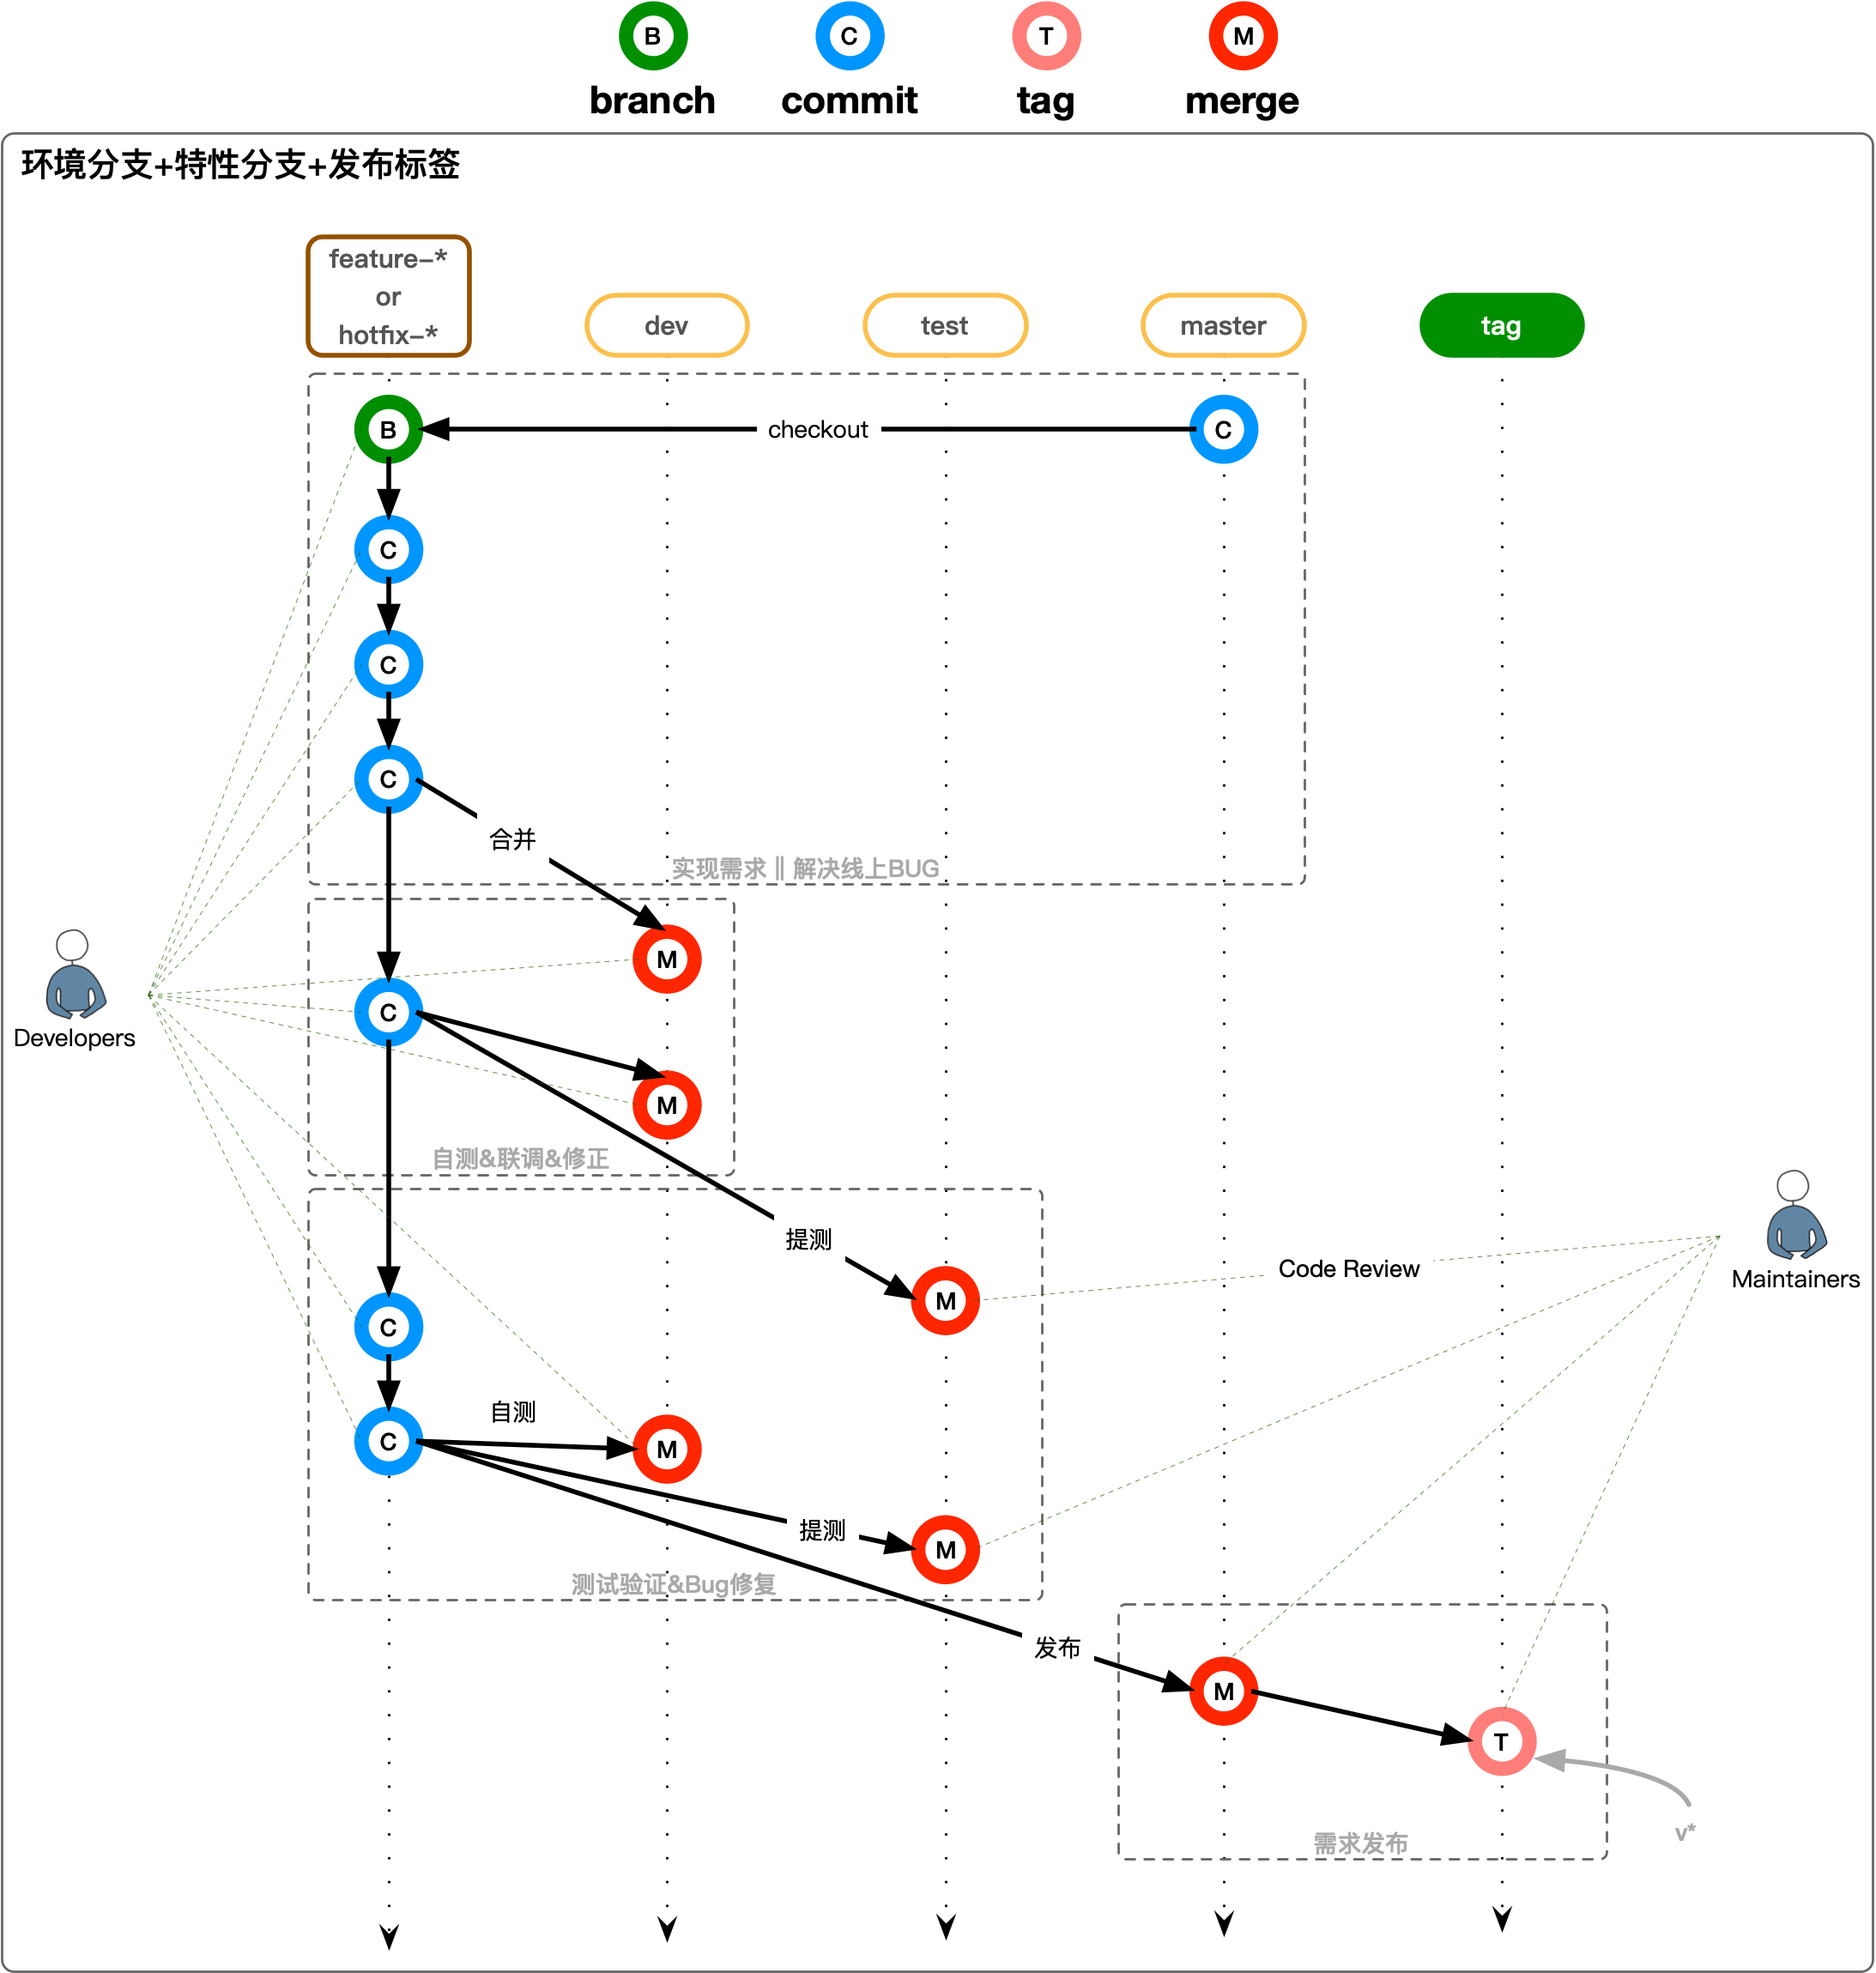 B C T M
branch commit tag merge
环境分支+特性分支+发布标签
feature-*
or
hotfix-*
dev
test
master
tag
B
checkout
C
C
C
C
合并
实现需求 || 解决线上BUG
M
C
Developers
M
自测&联调&修正
提测
M
Code Review
Maintainers
C
自测
C
M
提测
M
测试验证&Bug修复
发布
M
T
v*
需求发布